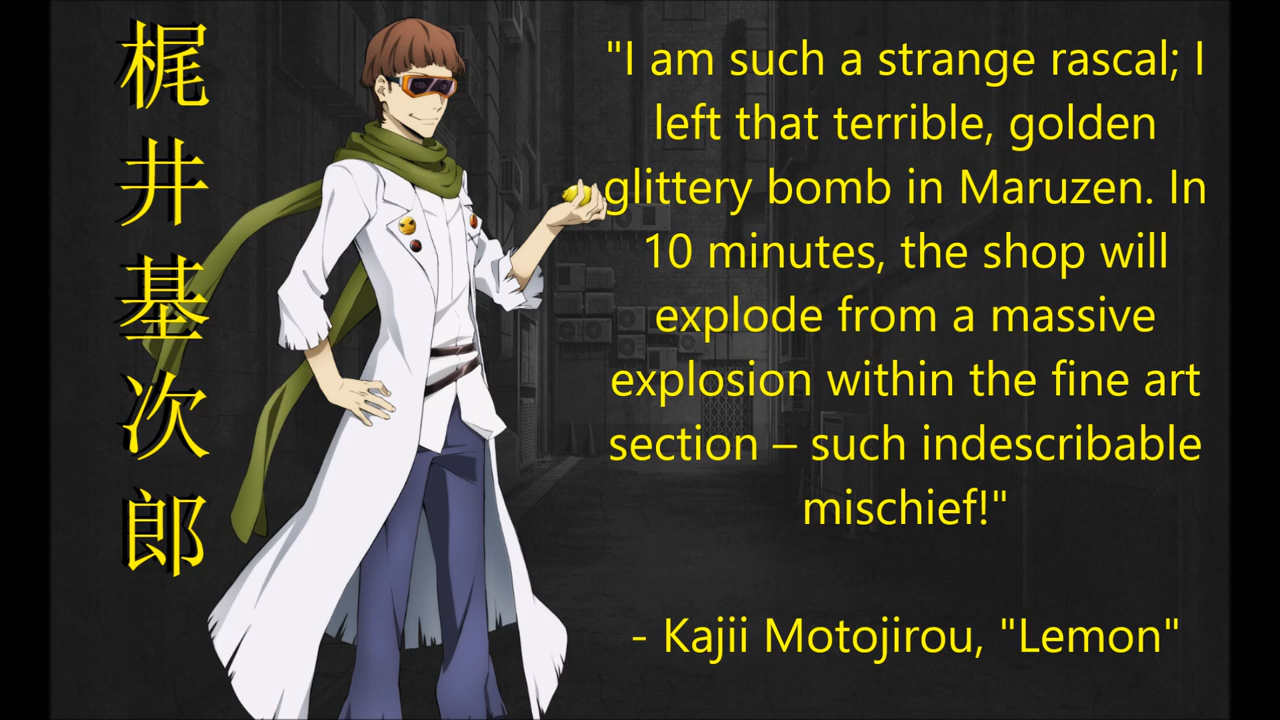 梶井基次郎
"I am such a strange rascal; I
left that terrible, golden
glittery bomb in Maruzen. In
10 minutes, the shop will
explode from a massive
explosion within the fine art
section – such indescribable
mischief!"
- Kajii Motojirou, "Lemon"